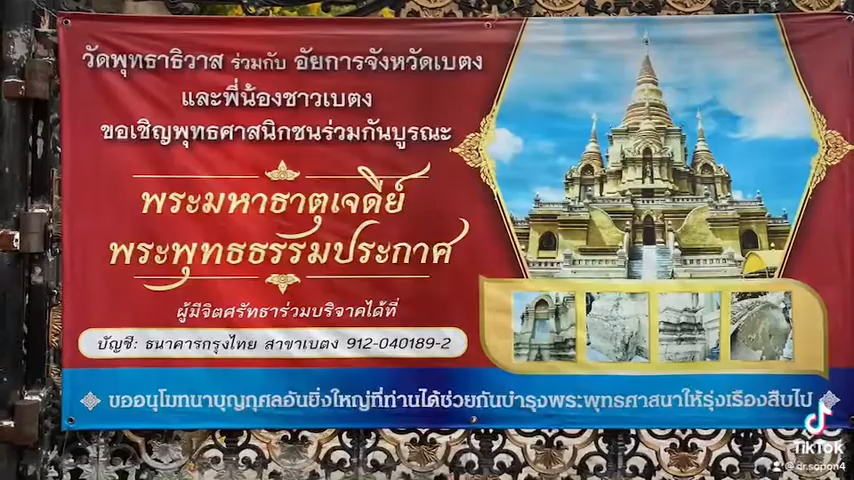 วัดพุทธาธิวาส ร่วมกับ อัยการจังหวัดเบตง
และพี่น้องชาวเบตง
ขอเชิญพุทธศาสนิกชนร่วมกันบูรณะ
พระมหาธาตุเจดีย์
พระพุทธธรรมประกาศ
ผู้มีจิตศรัทธาร่วมบริจาคได้ที่
บัญชี: ธนาคารกรุงไทย สาขาเบตง 912-040189-2
ขออนุโมทนาบุญกุศลอันยิ่งใหญ่ที่ท่านได้ช่วยกันบำรุงพระพุทธศาสนาให้รุ่งเรืองสืบไป
TikTok
@dr.sopon4